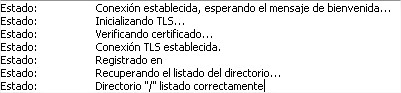 Estado: Conexión establecida, esperando el mensaje de bienvenida...
Estado: Inicializando TLS...
Estado: Verificando certificado...
Estado: Conexión TLS establecida.
Estado: Registrado en
Estado: Recuperando el listado del directorio...
Estado: Directorio "/" listado correctamente